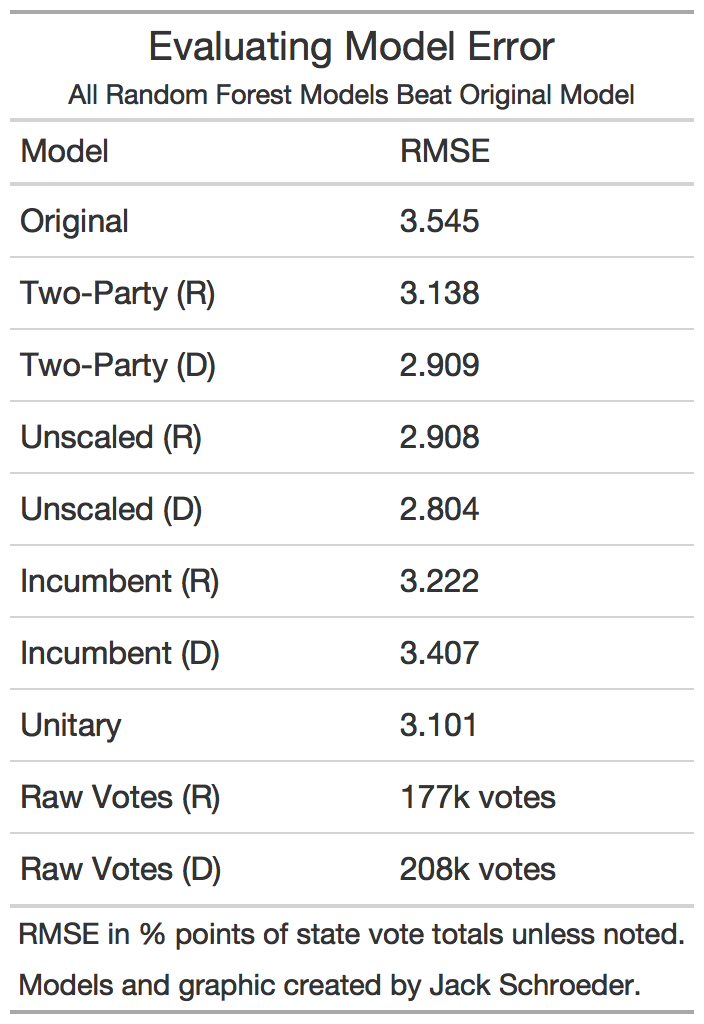 Evaluating Model Error
All Random Forest Models Beat Original Model
Model RMSE
Original 3.545
Two-Party (R) 3.138
Two-Party (D) 2.909
Unscaled (R) 2.908
Unscaled (D) 2.804
Incumbent (R) 3.222
Incumbent (D) 3.407
Unitary 3.101
Raw Votes (R) 177k votes
Raw Votes (D) 208k votes
RMSE in % points of state vote totals unless noted.
Models and graphic created by Jack Schroeder.